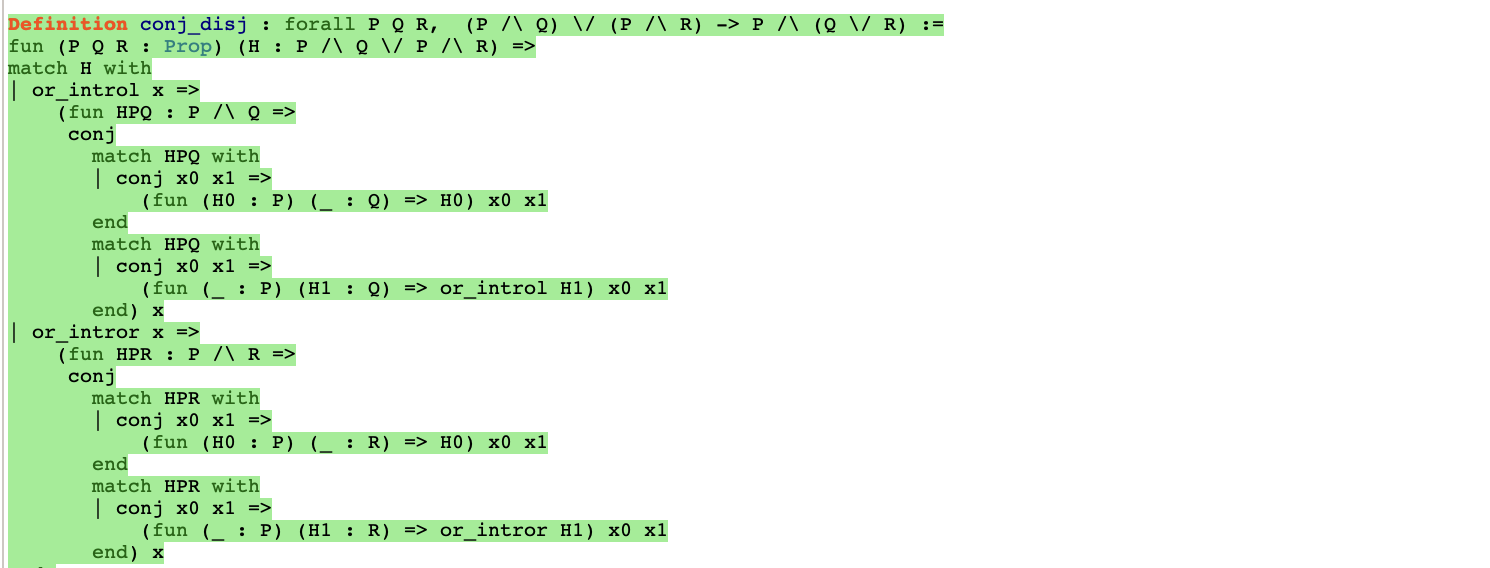 Definition conj_disj : forall P Q R,  (P /\ Q) \/ (P /\ R) -> P /\ (Q \/ R) :=
fun (P Q R : Prop) (H : P /\ Q \/ P /\ R) =>
match H with
| or_introl x =>
    (fun HPQ : P /\ Q =>
     conj
       match HPQ with
       | conj x0 x1 =>
           (fun (H0 : P) (_ : Q) => H0) x0 x1
       end
       match HPQ with
       | conj x0 x1 =>
           (fun (_ : P) (H1 : Q) => or_introl H1) x0 x1
       end) x
| or_intror x =>
    (fun HPR : P /\ R =>
     conj
       match HPR with
       | conj x0 x1 =>
           (fun (H0 : P) (_ : R) => H0) x0 x1
       end
       match HPR with
       | conj x0 x1 =>
           (fun (_ : P) (H1 : R) => or_intror H1) x0 x1
       end) x